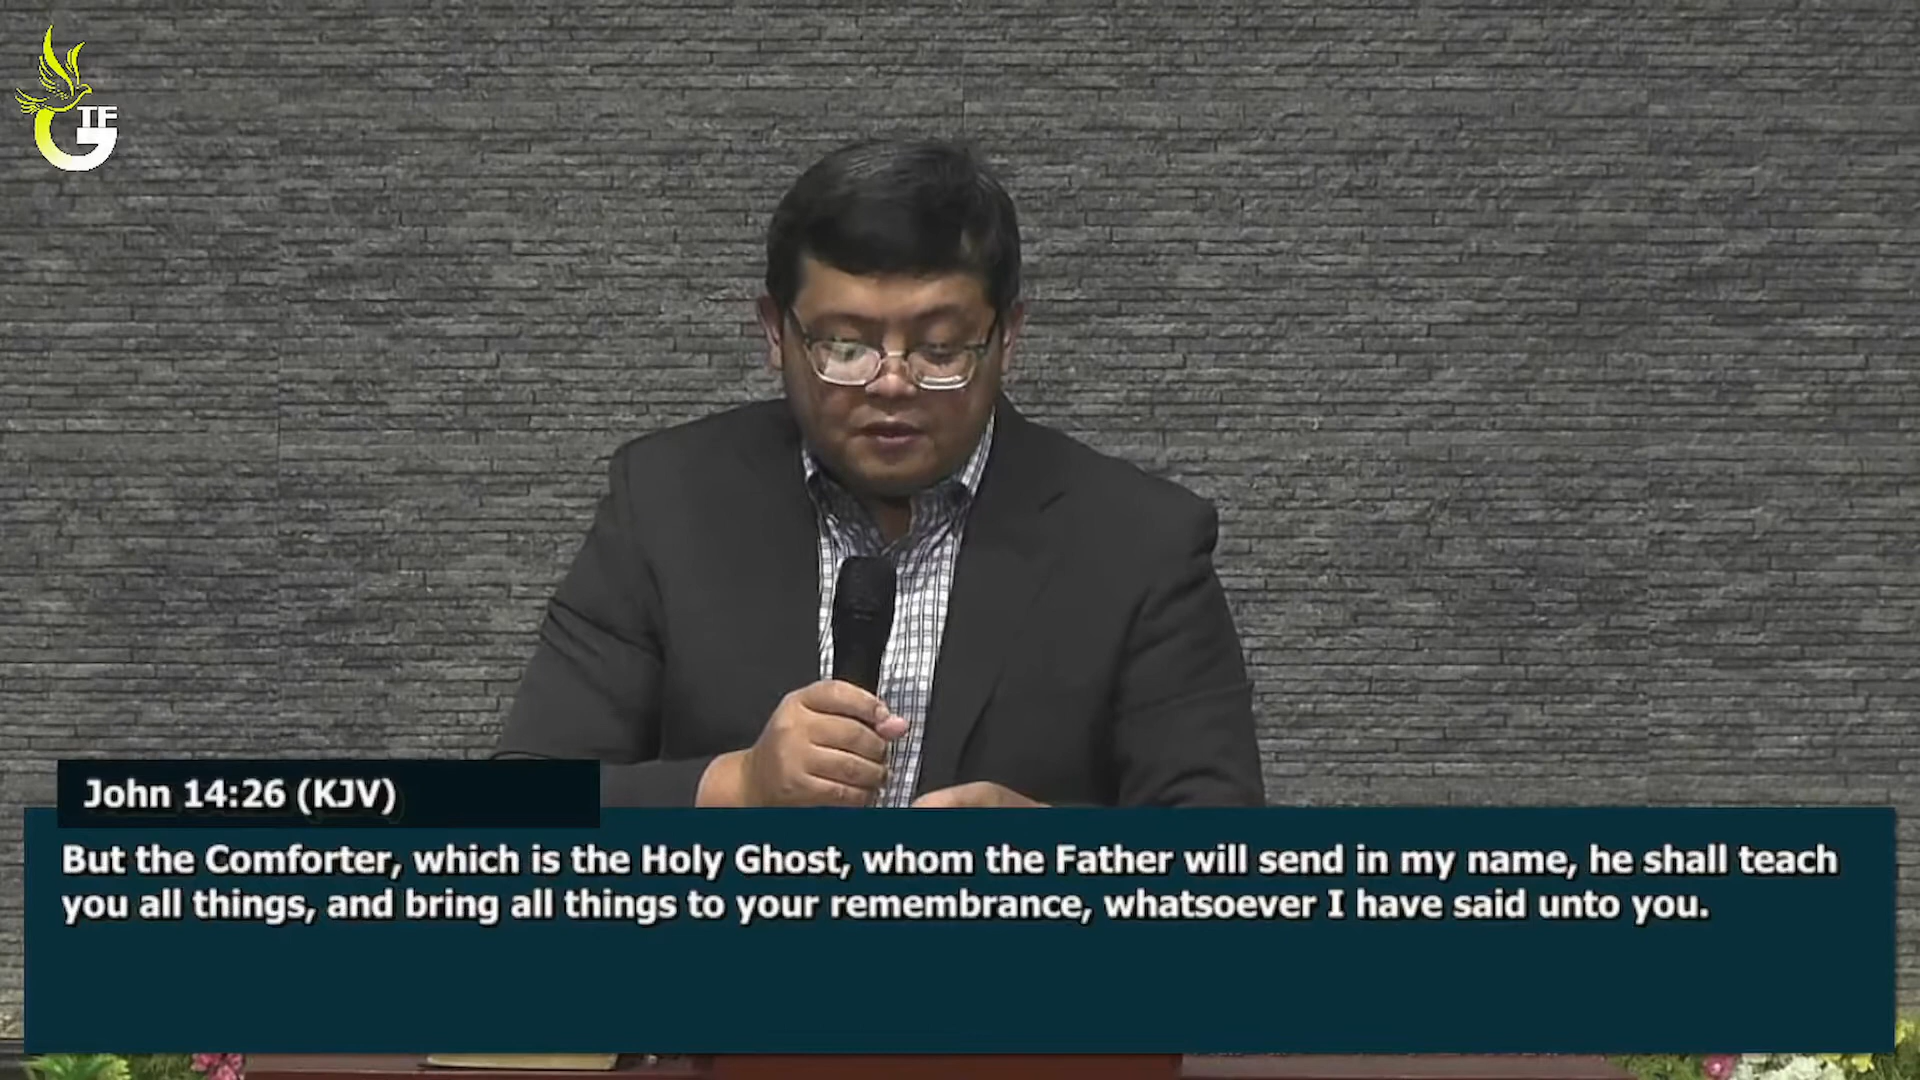 TF
G
John 14:26 (KJV)
But the Comforter, which is the Holy Ghost, whom the Father will send in my name, he shall teach
you all things, and bring all things to your remembrance, whatsoever I have said unto you.